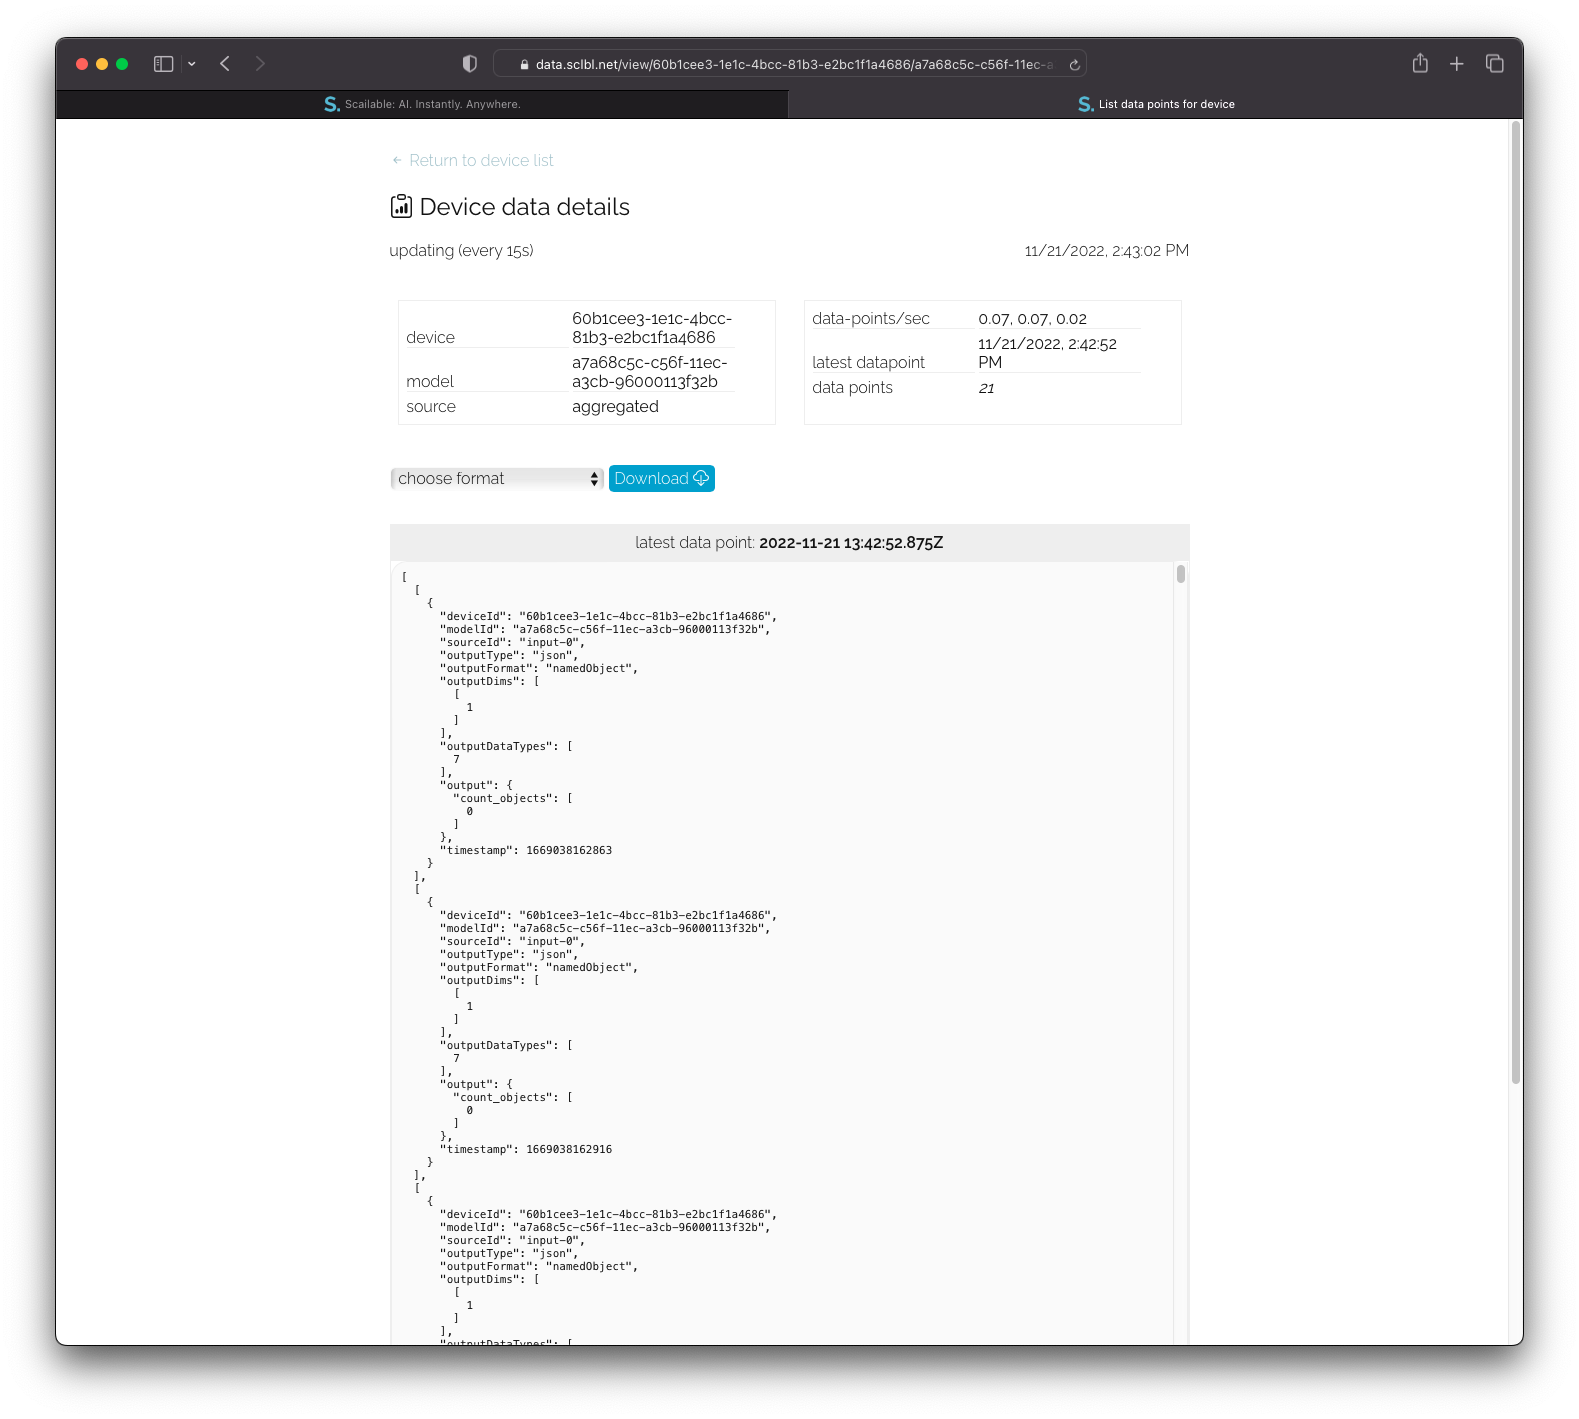 data.sclbl.net/view/60b1cee3-1e1c-4bcc-81b3-e2bc1f1a4686/a7a68c5c-c56f-11ec-a
S. Scailable: AI. Instantly. Anywhere.
S. List data points for device
← Return to device list
Device data details
updating (every 15s)
11/21/2022, 2:43:02 PM
device
60b1cee3-1e1c-4bcc-
81b3-e2bc1f1a4686
model
a7a68c5c-c56f-11ec-
a3cb-96000113f32b
source
aggregated
data-points/sec
0.07, 0.07, 0.02
latest datapoint
11/21/2022, 2:42:52
PM
data points
21
choose format
Download
latest data point: 2022-11-21 13:42:52.875Z
[
[
{
"deviceId": "60b1cee3-1e1c-4bcc-81b3-e2bc1f1a4686",
"modelId": "a7a68c5c-c56f-11ec-a3cb-96000113f32b",
"sourceId": "input-0",
"outputType": "json",
"outputFormat": "namedObject",
"outputDims": [
[
1
]
],
"outputDataTypes": [
7
],
"output": {
"count_objects": [
0
]
},
"timestamp": 1669038162863
}
],
[
{
"deviceId": "60b1cee3-1e1c-4bcc-81b3-e2bc1f1a4686",
"modelId": "a7a68c5c-c56f-11ec-a3cb-96000113f32b",
"sourceId": "input-0",
"outputType": "json",
"outputFormat": "namedObject",
"outputDims": [
[
1
]
],
"outputDataTypes": [
7
],
"output": {
"count_objects": [
0
]
},
"timestamp": 1669038162916
}
],
[
{
"deviceId": "60b1cee3-1e1c-4bcc-81b3-e2bc1f1a4686",
"modelId": "a7a68c5c-c56f-11ec-a3cb-96000113f32b",
"sourceId": "input-0",
"outputType": "json",
"outputFormat": "namedObject",
"outputDims": [
[
1
]
],
"outputDataTypes": [